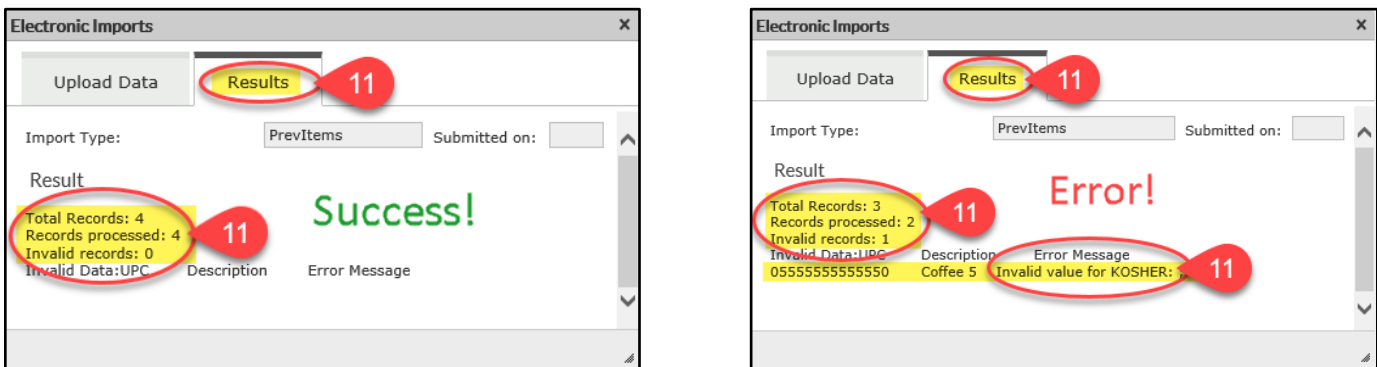 Electronic Imports x
Upload Data Results 11
Import Type: PrevItems Submitted on:
Result
Success!
Total Records: 4
Records processed: 4 11
Invalid records: 0
Invalid Data:UPC Description Error Message
Electronic Imports x
Upload Data Results 11
Import Type: PrevItems Submitted on:
Result
Error!
Total Records: 3
Records processed: 2 11
Invalid records: 1
Invalid Data:UPC Description Error Message
05555555555550 Coffee 5 Invalid value for KOSHER: 11